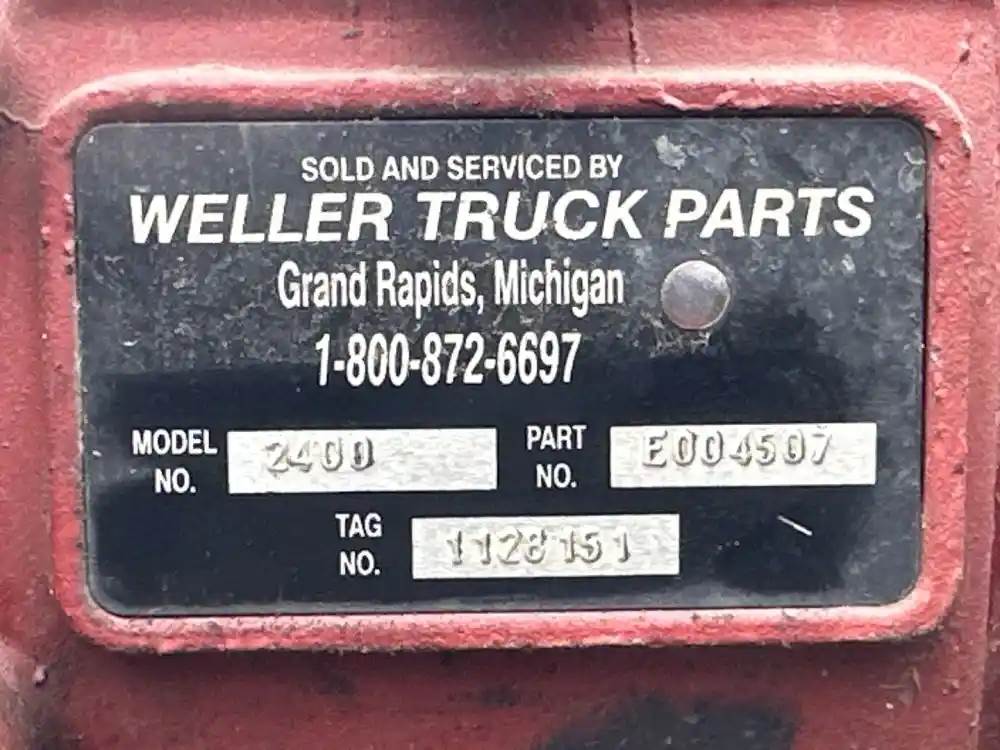 SOLD AND SERVICED BY
WELLER TRUCK PARTS
Grand Rapids, Michigan
1-800-872-6697
MODEL NO. 2400 PART NO. E004507
TAG NO. 1128151